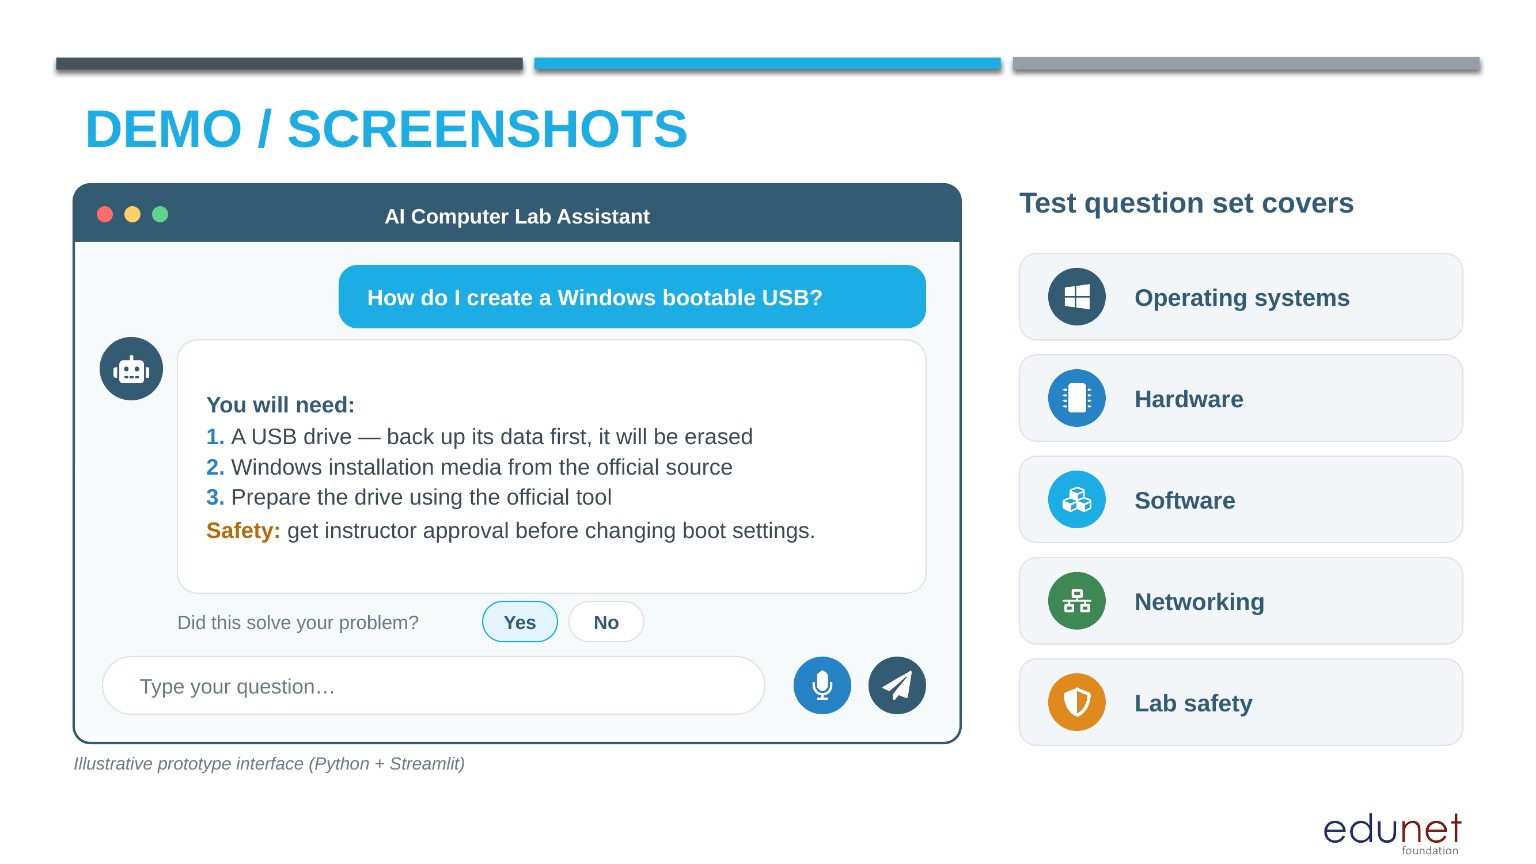 DEMO / SCREENSHOTS
AI Computer Lab Assistant
How do I create a Windows bootable USB?
You will need:
1. A USB drive — back up its data first, it will be erased
2. Windows installation media from the official source
3. Prepare the drive using the official tool
Safety: get instructor approval before changing boot settings.
Did this solve your problem?
Yes
No
Type your question…
Illustrative prototype interface (Python + Streamlit)
Test question set covers
Operating systems
Hardware
Software
Networking
Lab safety
edunet
foundation